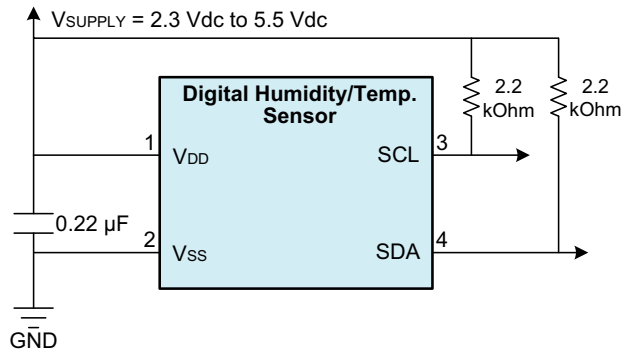 VSUPPLY = 2.3 Vdc to 5.5 Vdc
Digital Humidity/Temp.
Sensor
2.2
kOhm
2.2
kOhm
1
VDD
SCL
3
0.22 µF
2
VSS
SDA
4
GND